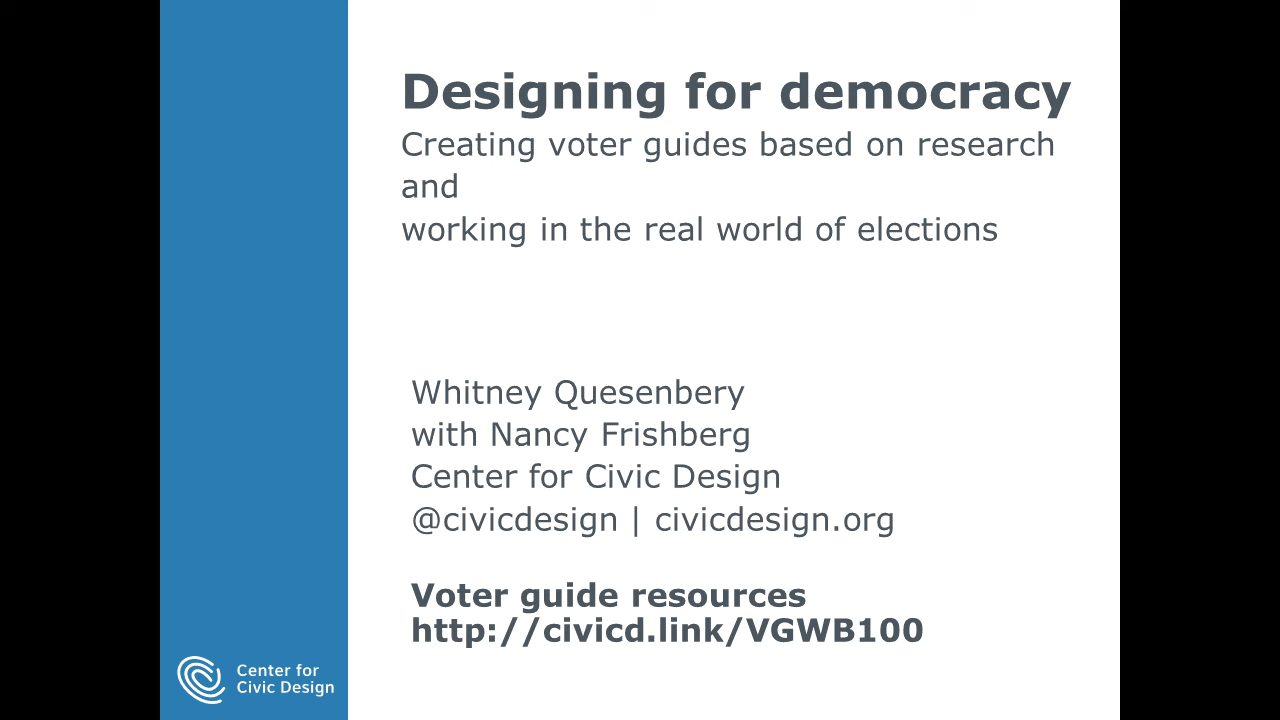 Designing for democracy
Creating voter guides based on research
and
working in the real world of elections
Whitney Quesenbery
with Nancy Frishberg
Center for Civic Design
@civicdesign | civicdesign.org
Voter guide resources
http://civicd.link/VGWB100
Center for
Civic Design